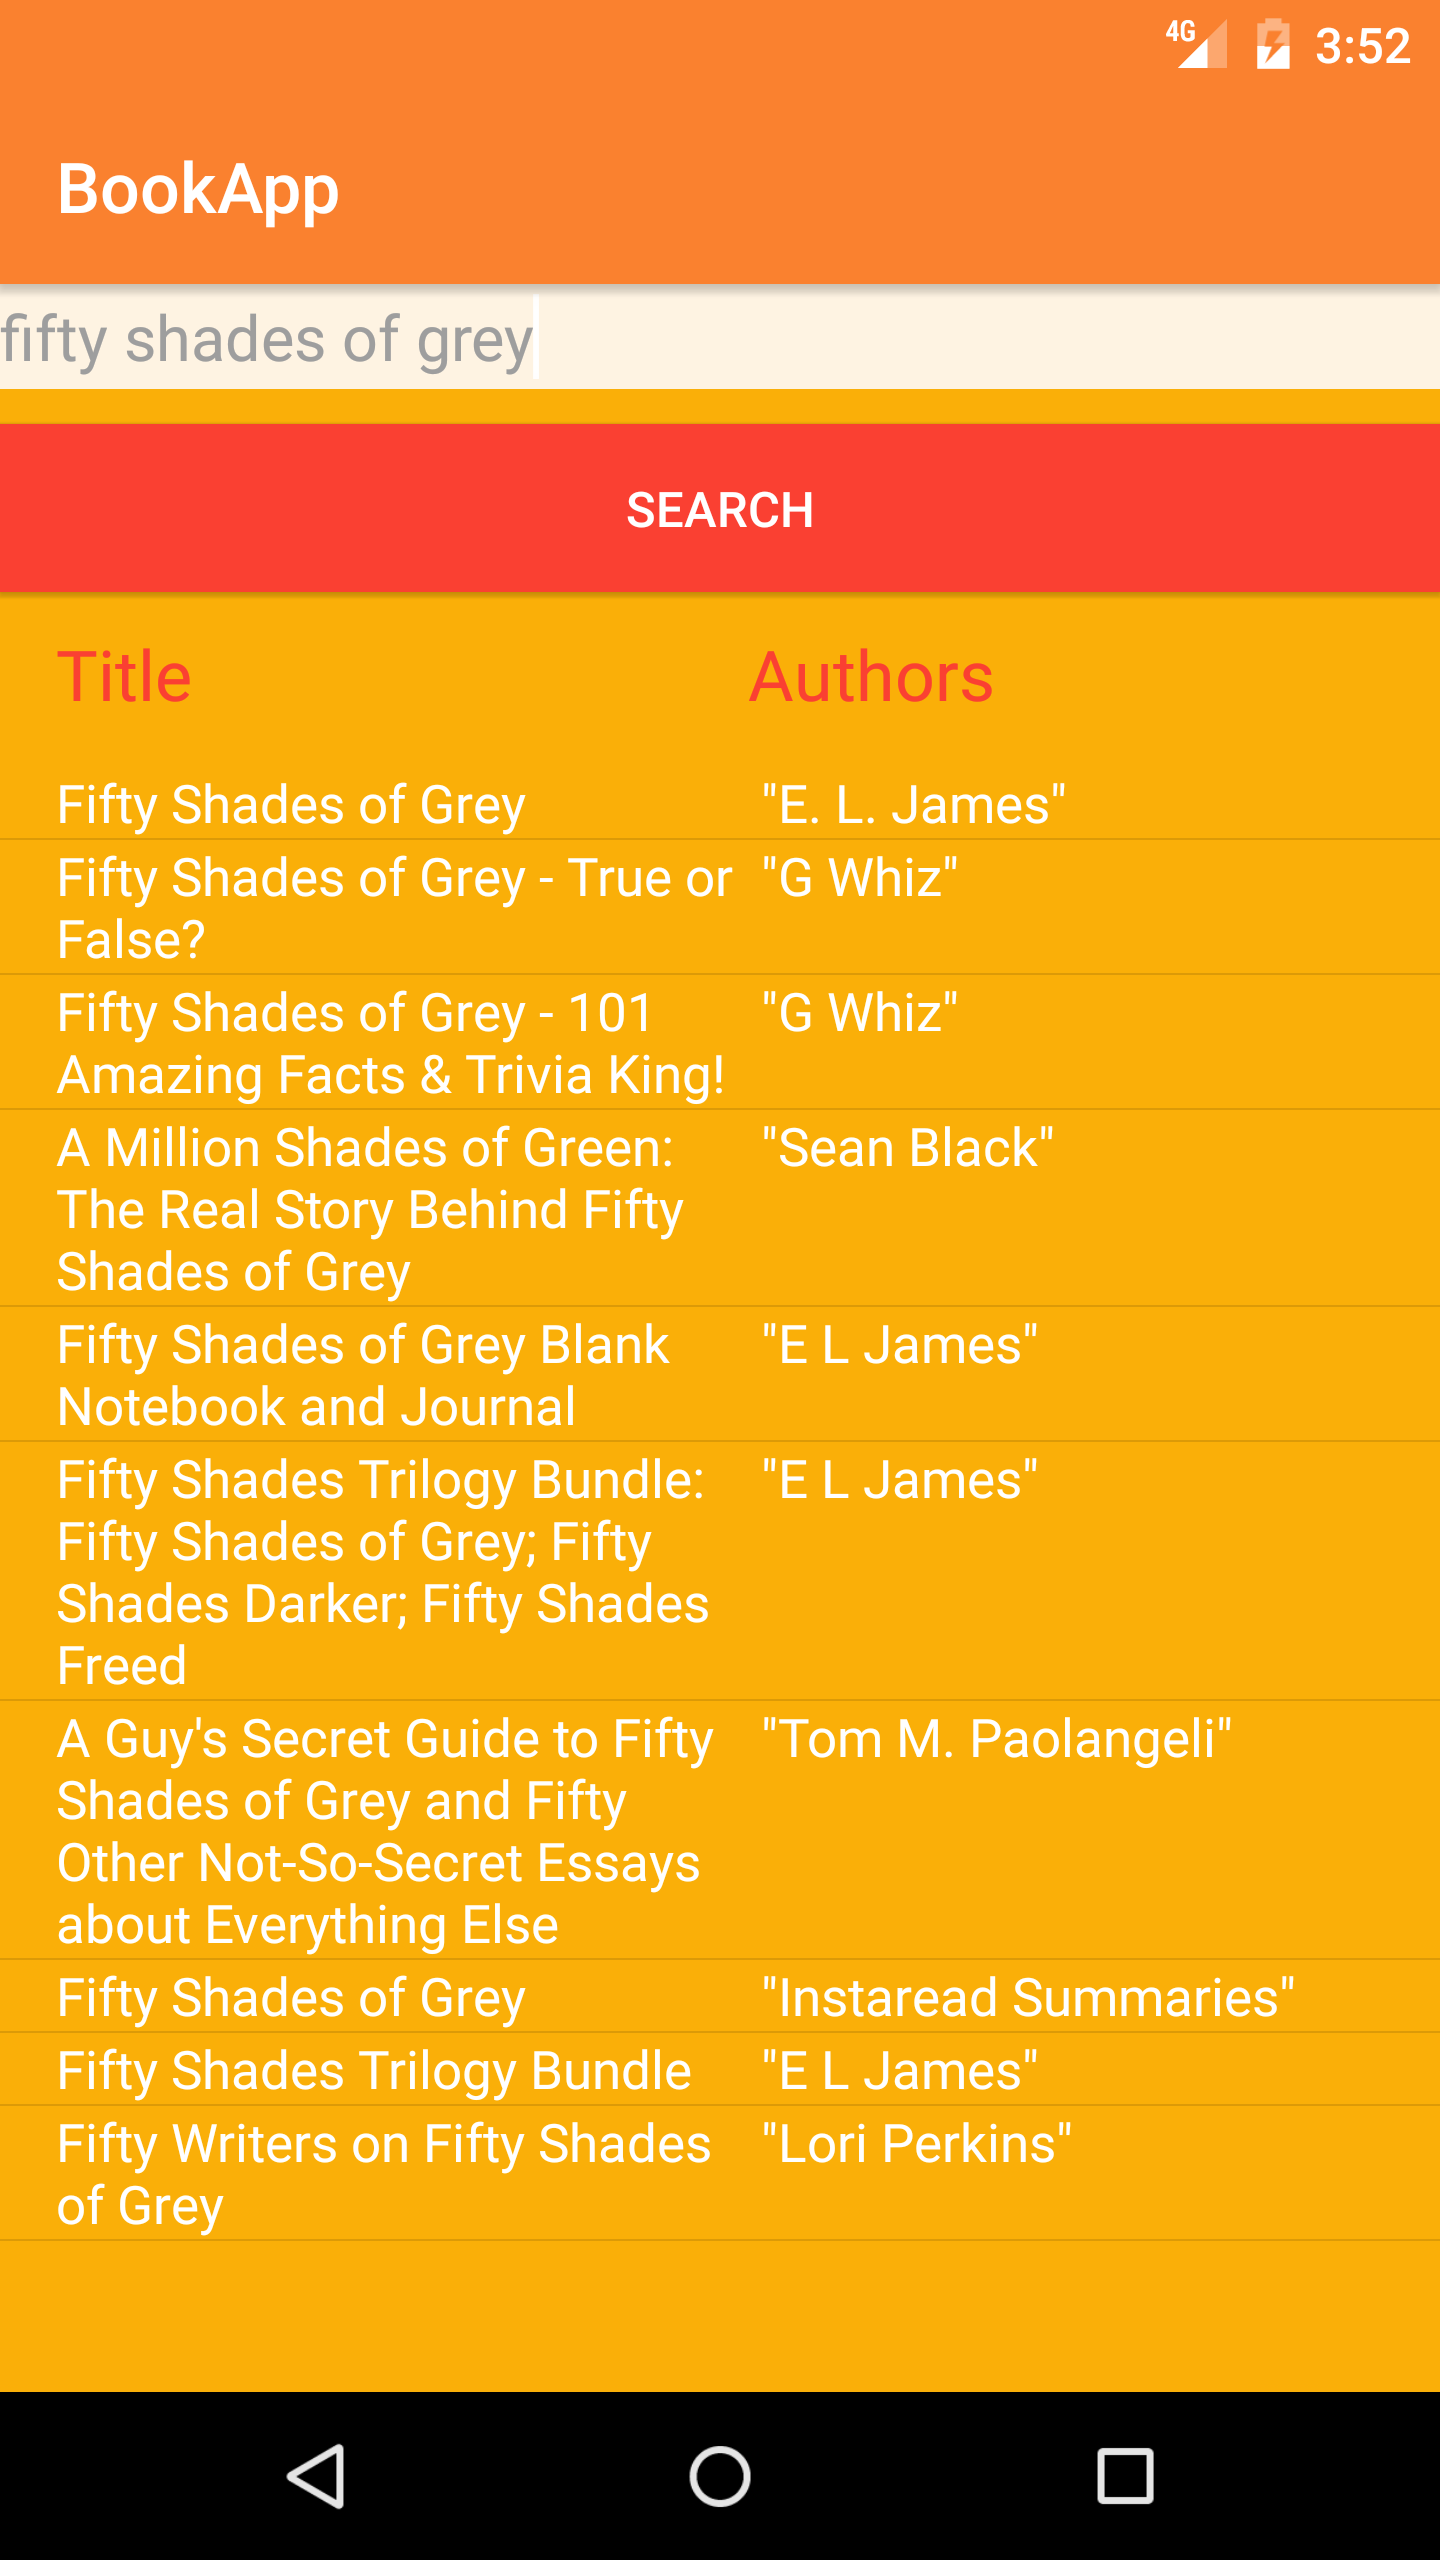 4G 3:52
BookApp
fifty shades of grey
SEARCH
Title Authors
Fifty Shades of Grey "E. L. James"
Fifty Shades of Grey - True or "G Whiz"
False?
Fifty Shades of Grey - 101 "G Whiz"
Amazing Facts & Trivia King!
A Million Shades of Green: "Sean Black"
The Real Story Behind Fifty
Shades of Grey
Fifty Shades of Grey Blank "E L James"
Notebook and Journal
Fifty Shades Trilogy Bundle: "E L James"
Fifty Shades of Grey; Fifty
Shades Darker; Fifty Shades
Freed
A Guy's Secret Guide to Fifty "Tom M. Paolangeli"
Shades of Grey and Fifty
Other Not-So-Secret Essays
about Everything Else
Fifty Shades of Grey "Instaread Summaries"
Fifty Shades Trilogy Bundle "E L James"
Fifty Writers on Fifty Shades "Lori Perkins"
of Grey